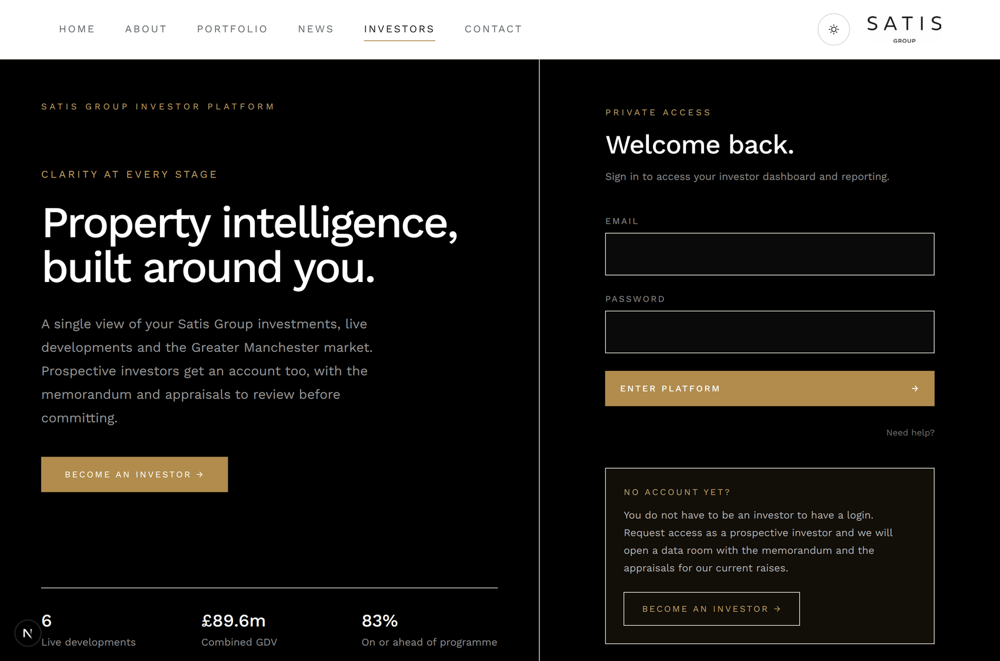 HOME ABOUT PORTFOLIO NEWS INVESTORS CONTACT
SATIS
GROUP
SATIS GROUP INVESTOR PLATFORM
CLARITY AT EVERY STAGE
Property intelligence,
built around you.
A single view of your Satis Group investments, live
developments and the Greater Manchester market.
Prospective investors get an account too, with the
memorandum and appraisals to review before
committing.
BECOME AN INVESTOR →
6
Live developments
£89.6m
Combined GDV
83%
On or ahead of programme
N
PRIVATE ACCESS
Welcome back.
Sign in to access your investor dashboard and reporting.
EMAIL
PASSWORD
ENTER PLATFORM →
Need help?
NO ACCOUNT YET?
You do not have to be an investor to have a login.
Request access as a prospective investor and we will
open a data room with the memorandum and the
appraisals for our current raises.
BECOME AN INVESTOR →